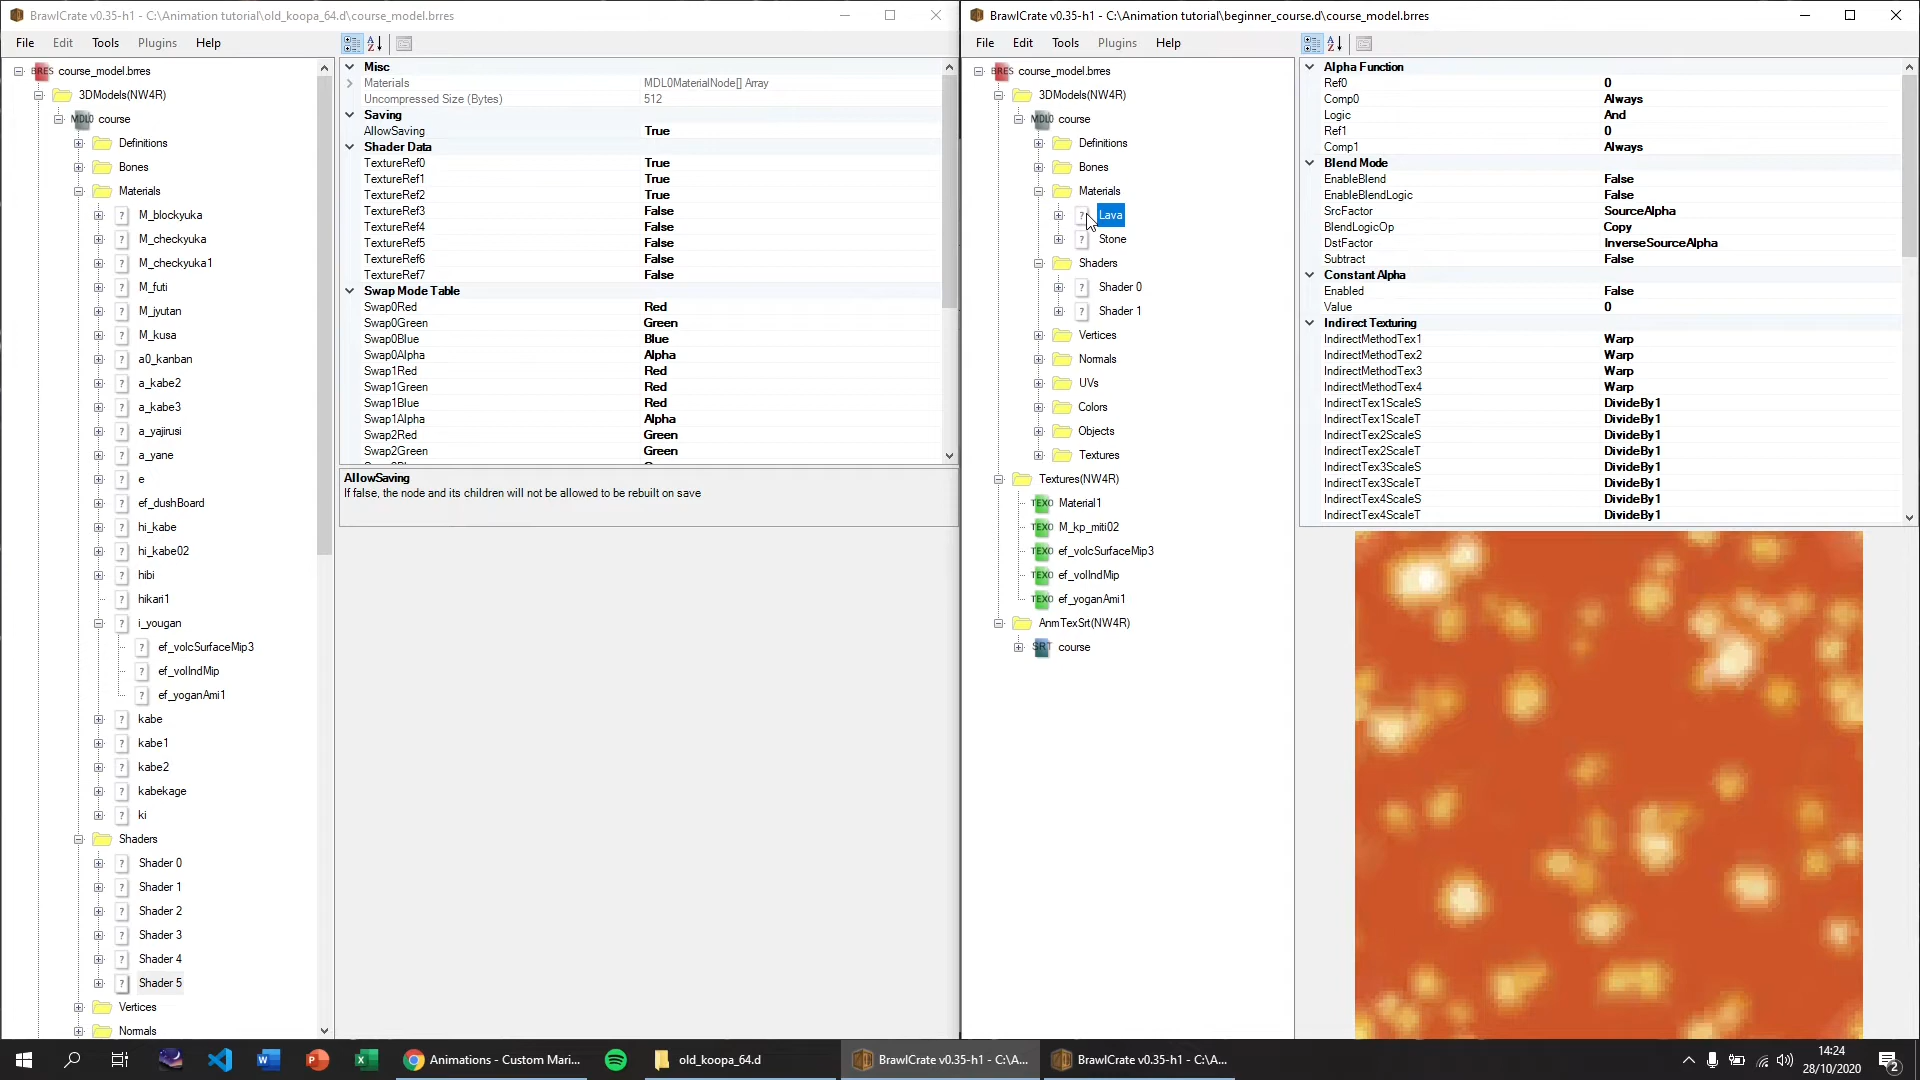 BrawlCrate v0.35-h1 - C:\Animation tutorial\old_koopa_64.d\course_model.brres
File Edit Tools Plugins Help
BRES course_model.brres
3DModels(NW4R)
MDL0 course
Definitions
Bones
Materials
M_blockyuka
M_checkyuka
M_checkyuka1
M_futi
M_jyutan
M_kusa
a0_kanban
a_kabe2
a_kabe3
a_yajirusi
a_yane
e
ef_dushBoard
hi_kabe
hi_kabe02
hibi
hikari1
i_yougan
ef_volcSurfaceMip3
ef_volIndMip
ef_yoganAmi1
kabe
kabe1
kabe2
kabekage
ki
Shaders
Shader 0
Shader 1
Shader 2
Shader 3
Shader 4
Shader 5
Vertices
Normals
Misc
Materials MDL0MaterialNode[] Array
Uncompressed Size (Bytes) 512
Saving
AllowSaving True
Shader Data
TextureRef0 True
TextureRef1 True
TextureRef2 True
TextureRef3 False
TextureRef4 False
TextureRef5 False
TextureRef6 False
TextureRef7 False
Swap Mode Table
Swap0Red Red
Swap0Green Green
Swap0Blue Blue
Swap0Alpha Alpha
Swap1Red Red
Swap1Green Red
Swap1Blue Red
Swap1Alpha Alpha
Swap2Red Green
Swap2Green Green
AllowSaving
If false, the node and its children will not be allowed to be rebuilt on save
BrawlCrate v0.35-h1 - C:\Animation tutorial\beginner_course.d\course_model.brres
File Edit Tools Plugins Help
BRES course_model.brres
3DModels(NW4R)
MDL0 course
Definitions
Bones
Materials
Lava
Stone
Shaders
Shader 0
Shader 1
Vertices
Normals
UVs
Colors
Objects
Textures
Textures(NW4R)
TEX0 Material1
TEX0 M_kp_miti02
TEX0 ef_volcSurfaceMip3
TEX0 ef_volIndMip
TEX0 ef_yoganAmi1
AnmTexSrt(NW4R)
SRT course
Alpha Function
Ref0 0
Comp0 Always
Logic And
Ref1 0
Comp1 Always
Blend Mode
EnableBlend False
EnableBlendLogic False
SrcFactor SourceAlpha
BlendLogicOp Copy
DstFactor InverseSourceAlpha
Subtract False
Constant Alpha
Enabled False
Value 0
Indirect Texturing
IndirectMethodTex1 Warp
IndirectMethodTex2 Warp
IndirectMethodTex3 Warp
IndirectMethodTex4 Warp
IndirectTex1ScaleS DivideBy1
IndirectTex1ScaleT DivideBy1
IndirectTex2ScaleS DivideBy1
IndirectTex2ScaleT DivideBy1
IndirectTex3ScaleS DivideBy1
IndirectTex3ScaleT DivideBy1
IndirectTex4ScaleS DivideBy1
IndirectTex4ScaleT DivideBy1
Animations - Custom Mari...
old_koopa_64.d
BrawlCrate v0.35-h1 - C:\A...
BrawlCrate v0.35-h1 - C:\A...
14:24
28/10/2020
2